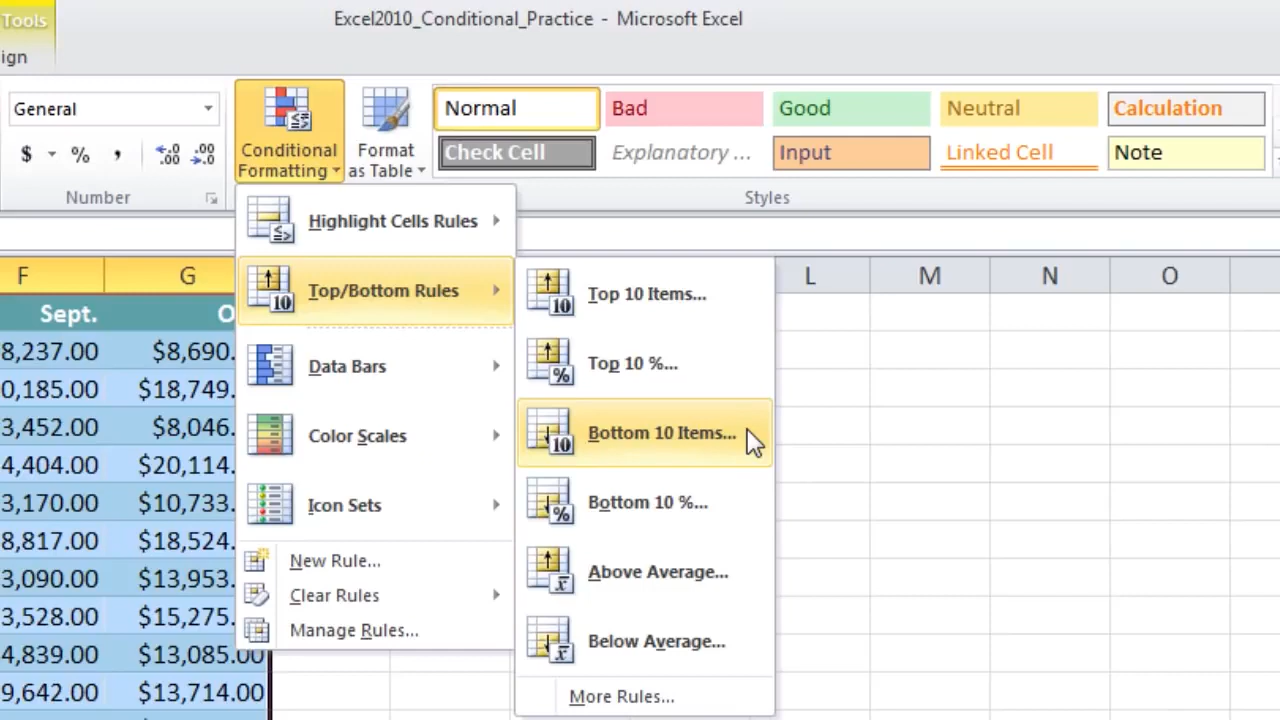 Tools
Excel2010_Conditional_Practice - Microsoft Excel
ign
General
Conditional Formatting
Format as Table
Normal
Bad
Good
Neutral
Calculation
Check Cell
Explanatory ...
Input
Linked Cell
Note
$ % , .00 .00
Number
Styles
Highlight Cells Rules
Top/Bottom Rules
Data Bars
Color Scales
Icon Sets
New Rule...
Clear Rules
Manage Rules...
Top 10 Items...
Top 10 %...
Bottom 10 Items...
Bottom 10 %...
Above Average...
Below Average...
More Rules...
F G L M N O
Sept. O
8,237.00 $8,690.
0,185.00 $18,749.
3,452.00 $8,046.
4,404.00 $20,114.
3,170.00 $10,733.
8,817.00 $18,524.
3,090.00 $13,953.
3,528.00 $15,275.
4,839.00 $13,085.00
9,642.00 $13,714.00